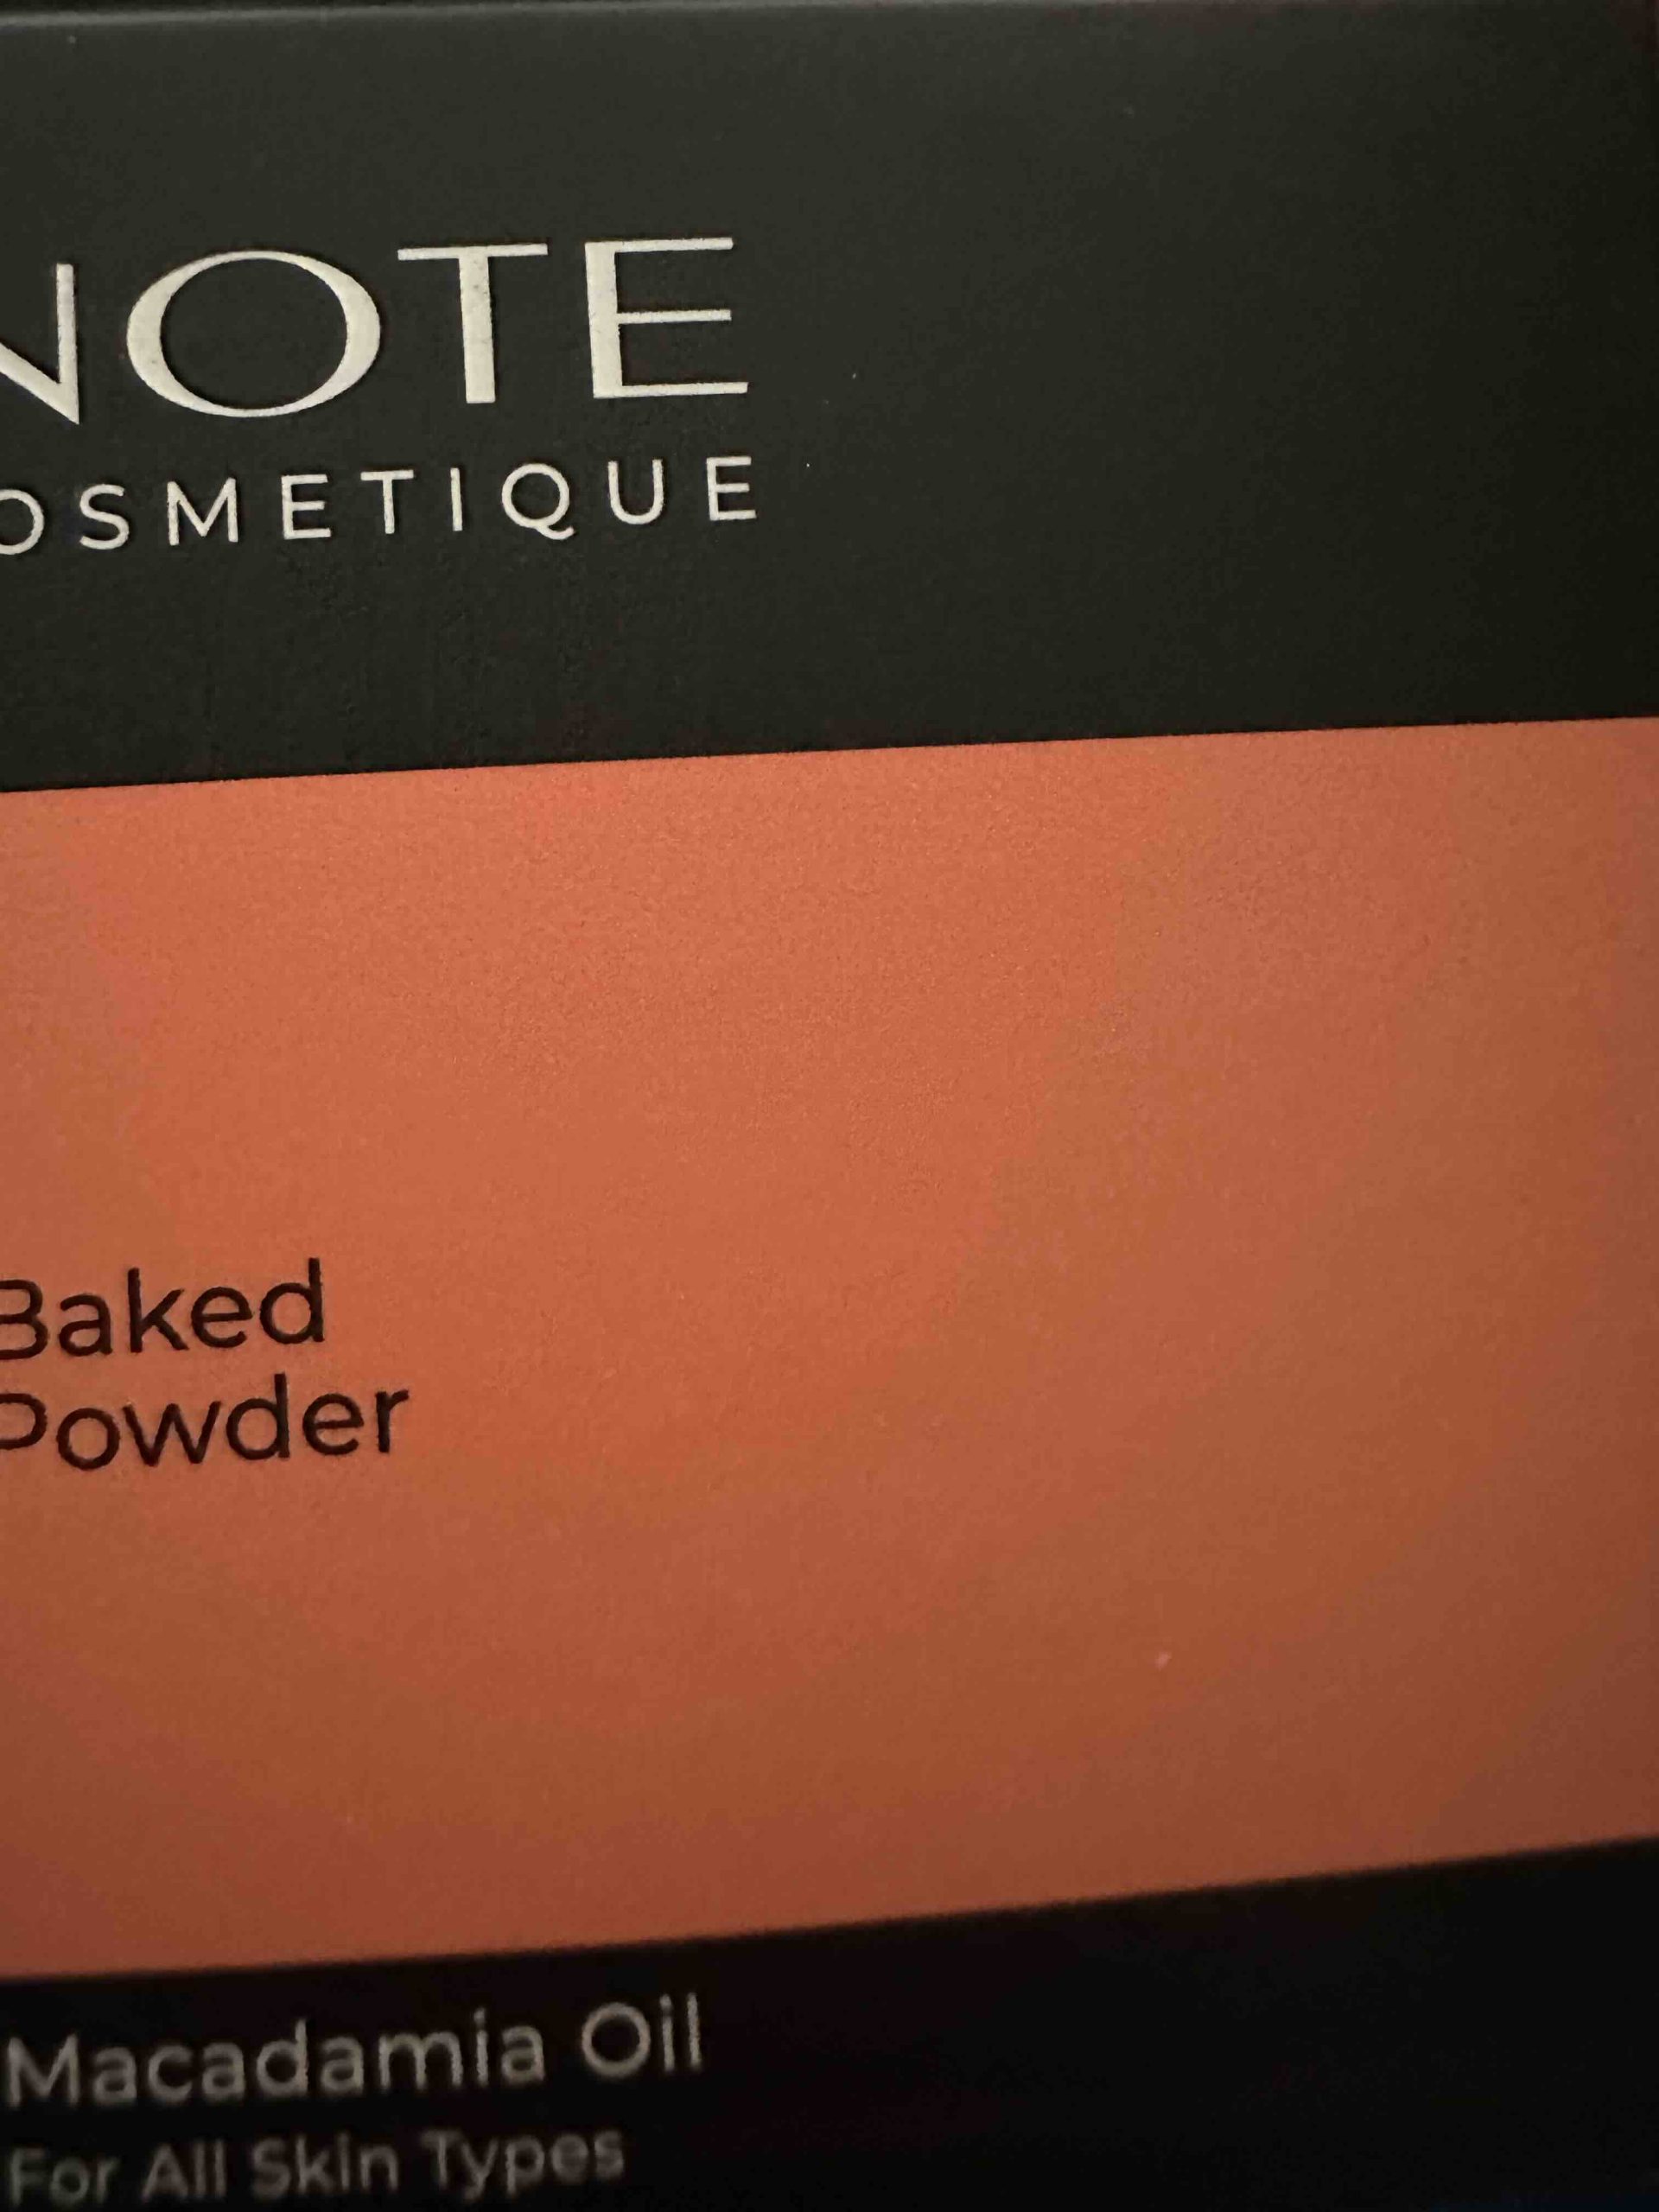 NOTE
OSMETIQUE
Baked
Powder
Macadamia Oil
For All Skin Types